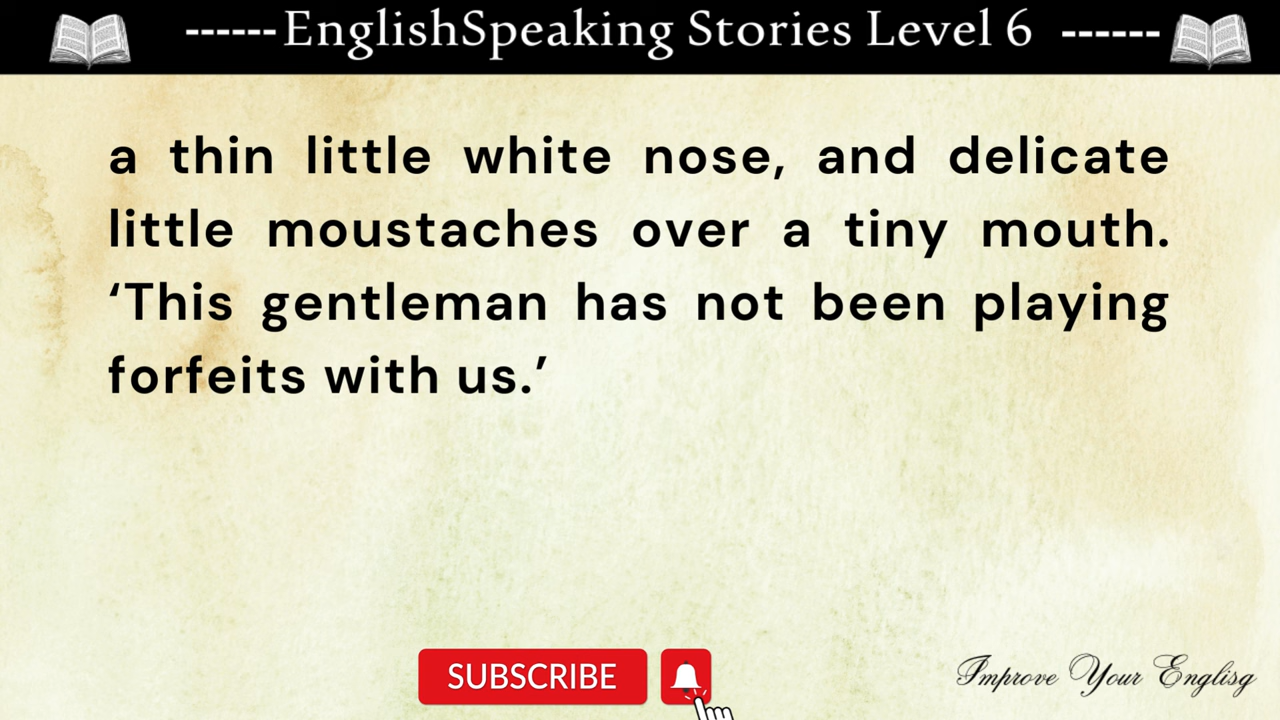 ------EnglishSpeaking Stories Level 6 ------
a thin little white nose, and delicate
little moustaches over a tiny mouth.
‘This gentleman has not been playing
forfeits with us.’
SUBSCRIBE
Improve Your Englisg